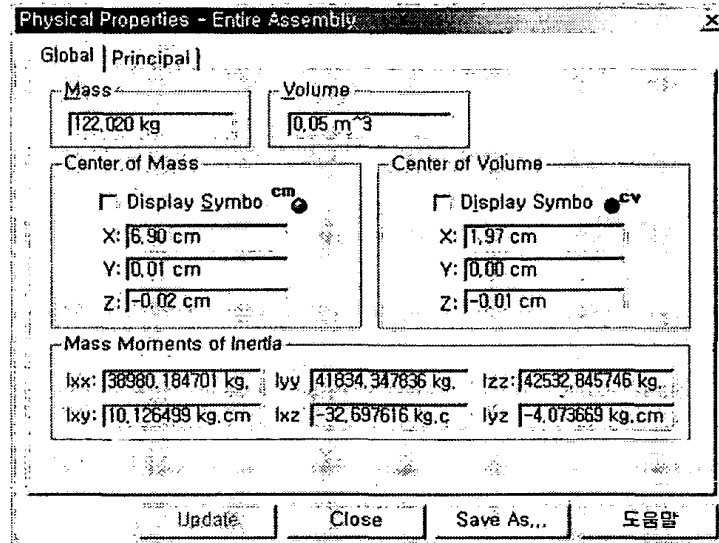 Physical Properties - Entire Assembly
Global Principal
Mass Volume
122,020 kg 0,05 m^3
Center of Mass Center of Volume
Display Symbo cm Display Symbo cv
X: 6,90 cm X: 1,97 cm
Y: 0,01 cm Y: 0,00 cm
Z: -0,02 cm Z: -0,01 cm
Mass Moments of Inertia
Ixx: 38980,184701 kg, Iyy 41834,347836 kg, Izz: 42532,845746 kg,
Ixy: 10,126499 kg,cm Ixz -32,697616 kg,c Iyz -4,073669 kg,cm
Update Close Save As,,, 도움말